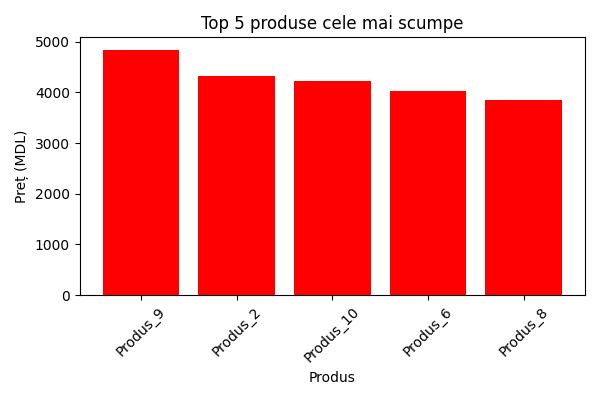 Top 5 produse cele mai scumpe
Preț (MDL)
5000
4000
3000
2000
1000
0
Produs_9
Produs_2
Produs_10
Produs_6
Produs_8
Produs